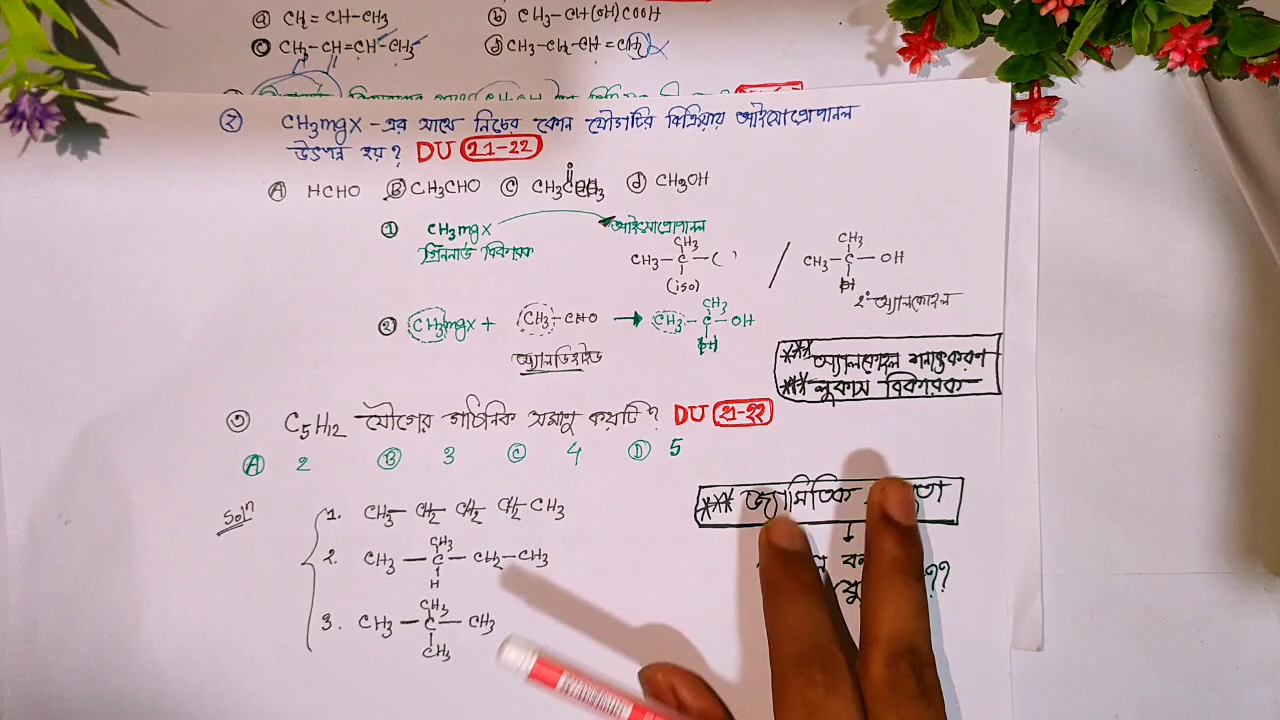 ⓐ CH₂ = CH-CH₃ ⓑ CH₃-CH(OH)COOH
ⓒ CH₃-CH=CH-CH₃ ⓓ CH₃-CH₂-CH=CH₂
② CH₃mgX -এর সাথে নিচের কোন যৌগটির বিক্রিয়ায় আইসোপ্রোপানল
উৎপন্ন হয়? DU 21-22
Ⓐ HCHO Ⓑ CH₃CHO Ⓒ ⓓ CH₃OH
① CH₃mgX আইসোপ্রোপানল
গ্রিনার্ড বিকারক
CH₃ CH₃
CH₃-C- / CH₃-C-OH
(iso) H
2° অ্যালকোহল
CH₃
② CH₃mgX + CH₃-CHO → CH₃-C-OH
অ্যালডিহাইড
*** অ্যালকোহল শনাক্তকরণ
*** লুকাস বিকারক
③ C₅H₁₂ যৌগের গাঠনিক সমাণু কয়টি? DU 21-22
Ⓐ 2 Ⓑ 3 Ⓒ 4 Ⓓ 5
Solⁿ
1. CH₃-CH₂-CH₂-CH₂-CH₃
*** জ্যামিতিক
CH₃
2. CH₃-C-CH₂-CH₃
H
CH₃
3. CH₃-C-CH₃
CH₃